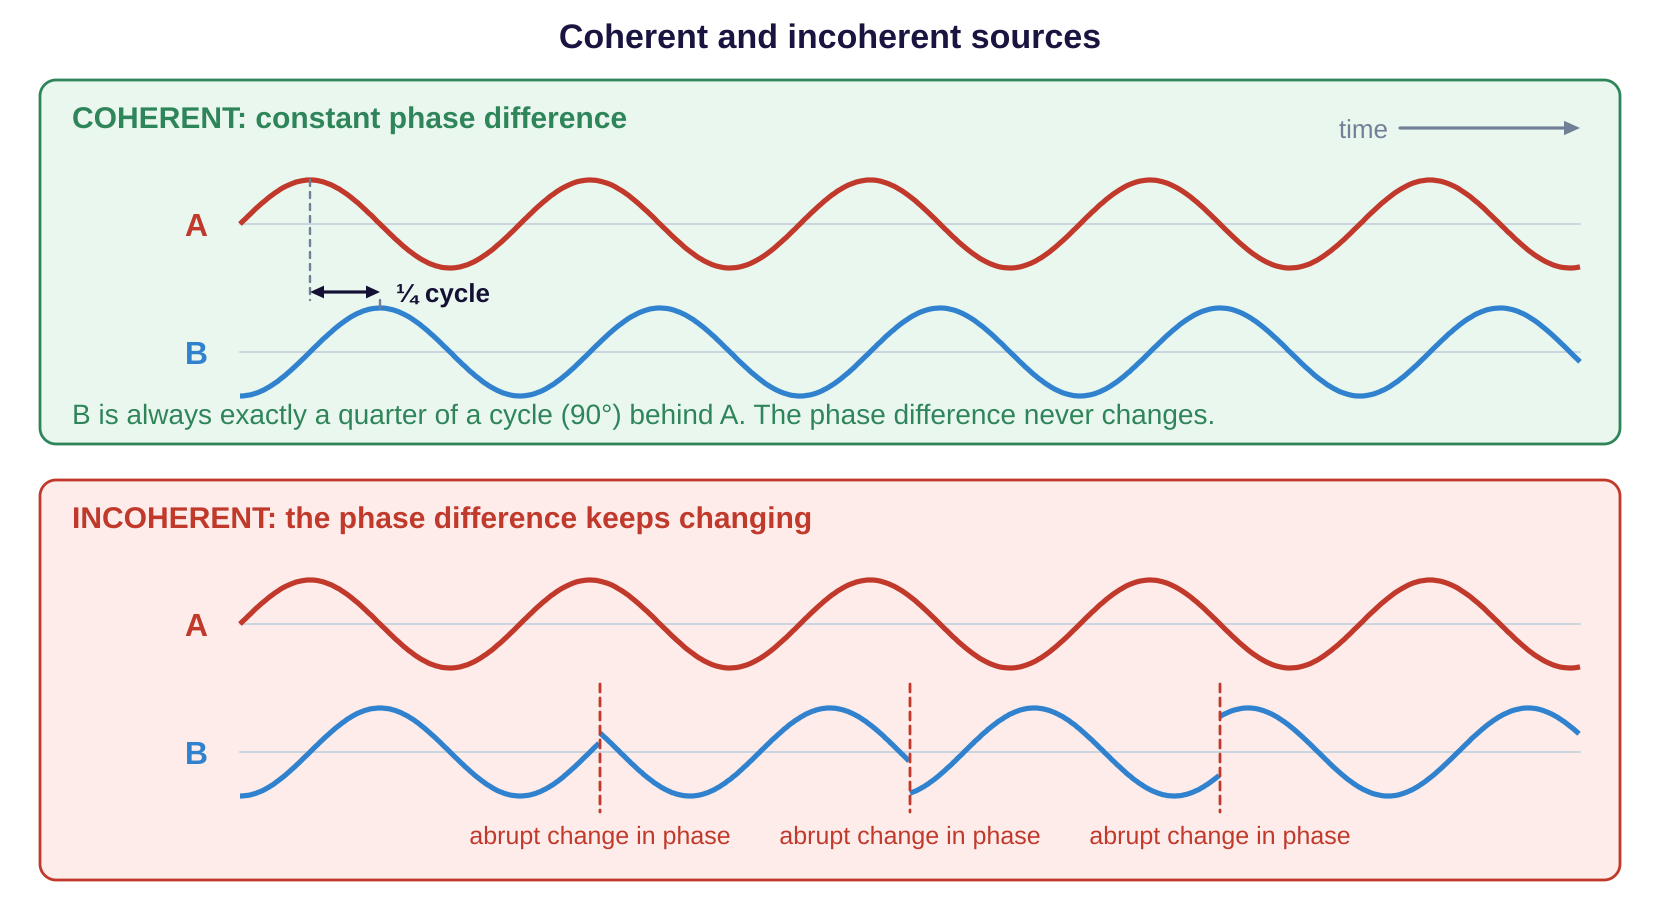 Coherent and incoherent sources
COHERENT: constant phase difference
time
A
¼ cycle
B
B is always exactly a quarter of a cycle (90°) behind A. The phase difference never changes.
INCOHERENT: the phase difference keeps changing
A
B
abrupt change in phase
abrupt change in phase
abrupt change in phase